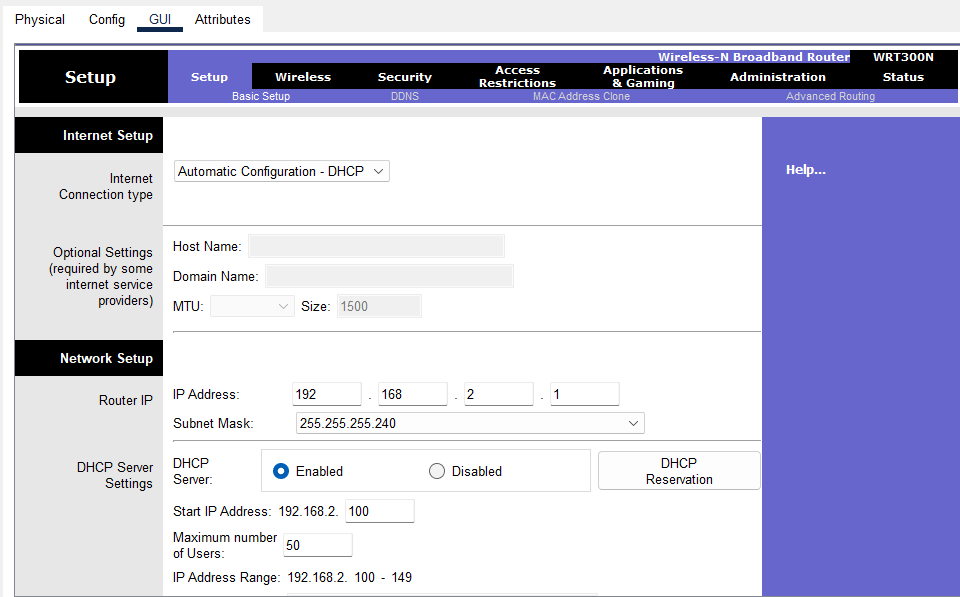 Physical Config GUI Attributes
Wireless-N Broadband Router WRT300N
Setup
Setup Wireless Security Access Restrictions Applications & Gaming Administration Status
Basic Setup DDNS MAC Address Clone Advanced Routing
Internet Setup
Internet Connection type
Automatic Configuration - DHCP
Help...
Optional Settings
(required by some
internet service
providers)
Host Name:
Domain Name:
MTU: Size: 1500
Network Setup
Router IP
IP Address: 192 . 168 . 2 . 1
Subnet Mask: 255.255.255.240
DHCP Server
Settings
DHCP
Server:
Enabled Disabled
DHCP
Reservation
Start IP Address: 192.168.2. 100
Maximum number
of Users: 50
IP Address Range: 192.168.2. 100 - 149